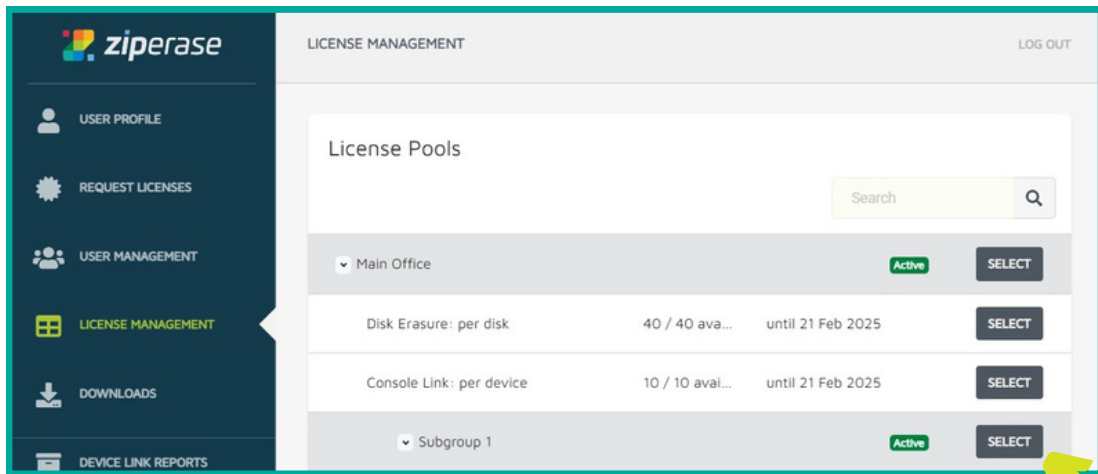 ziperase
LICENSE MANAGEMENT
LOG OUT
USER PROFILE
REQUEST LICENSES
USER MANAGEMENT
LICENSE MANAGEMENT
DOWNLOADS
DEVICE LINK REPORTS
License Pools
Search
Main Office Active SELECT
Disk Erasure: per disk 40 / 40 ava... until 21 Feb 2025 SELECT
Console Link: per device 10 / 10 avai... until 21 Feb 2025 SELECT
Subgroup 1 Active SELECT